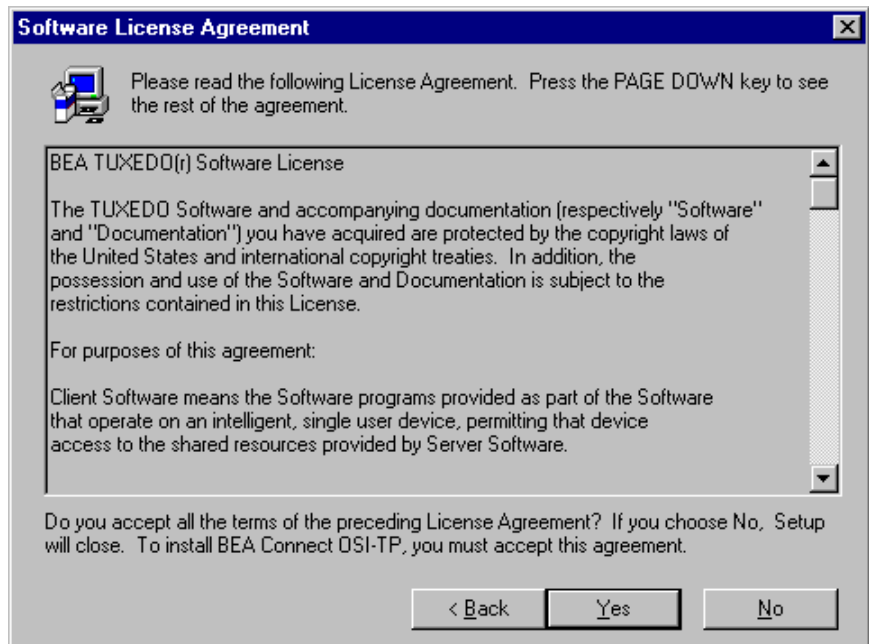 Software License Agreement
Please read the following License Agreement.  Press the PAGE DOWN key to see
the rest of the agreement.
BEA TUXEDO(r) Software License
The TUXEDO Software and accompanying documentation (respectively "Software"
and "Documentation") you have acquired are protected by the copyright laws of
the United States and international copyright treaties.  In addition, the
possession and use of the Software and Documentation is subject to the
restrictions contained in this License.
For purposes of this agreement:
Client Software means the Software programs provided as part of the Software
that operate on an intelligent, single user device, permitting that device
access to the shared resources provided by Server Software.
Do you accept all the terms of the preceding License Agreement?  If you choose No,  Setup
will close.  To install BEA Connect OSI-TP, you must accept this agreement.
< Back Yes No